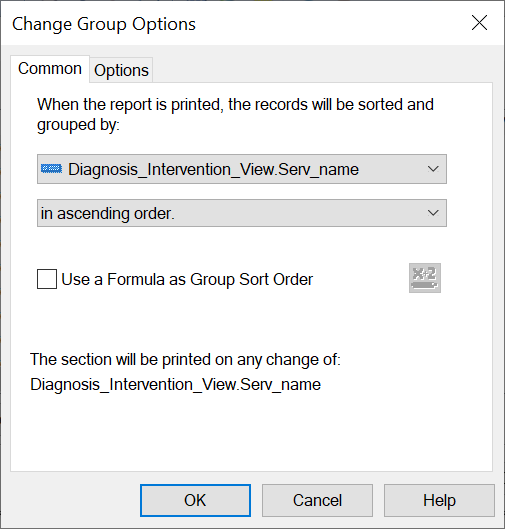 Change Group Options
Common
Options
When the report is printed, the records will be sorted and
grouped by:
Diagnosis_Intervention_View.Serv_name
in ascending order.
Use a Formula as Group Sort Order
X-2
The section will be printed on any change of:
Diagnosis_Intervention_View.Serv_name
OK
Cancel
Help